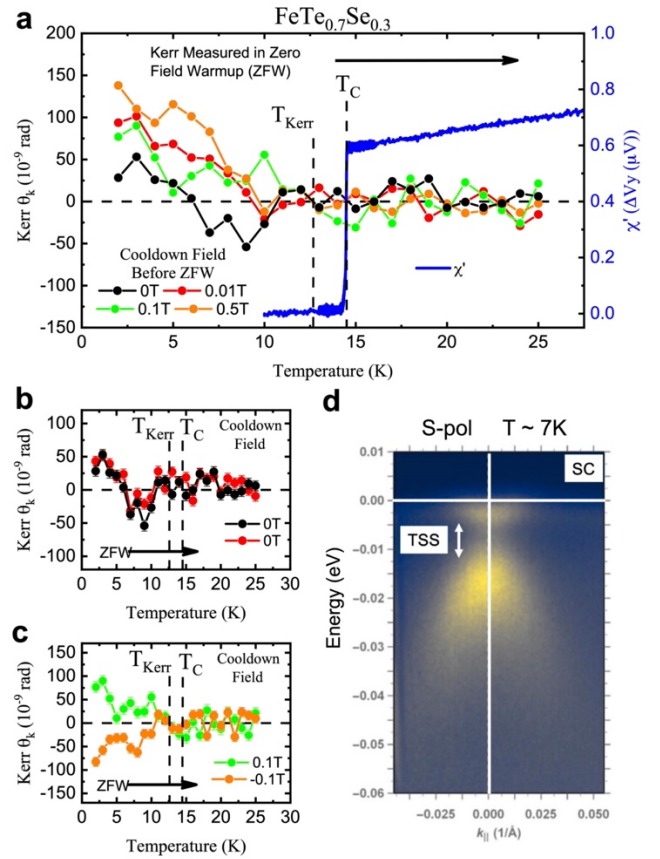 FeTe0.7Se0.3
a
Kerr Measured in Zero
Field Warmup (ZFW)
TC
TKerr
200
150
100
50
0
-50
-100
-150
Kerr θk (10-9 rad)
1.0
0.8
0.6
0.4
0.2
0.0
χ' (ΔVy (μV))
Cooldown Field
Before ZFW
0T
0.01T
0.1T
0.5T
χ'
0 5 10 15 20 25
Temperature (K)
b
TKerr
TC
Cooldown
Field
100
50
0
-50
-100
Kerr θk (10-9 rad)
0T
0T
ZFW
0 5 10 15 20 25 30
Temperature (K)
c
TKerr
TC
Cooldown
Field
150
100
50
0
-50
-100
-150
Kerr θk (10-9 rad)
0.1T
-0.1T
ZFW
0 5 10 15 20 25 30
Temperature (K)
d
S-pol T ~ 7K
SC
TSS
0.01
0.00
−0.01
−0.02
−0.03
−0.04
−0.05
−0.06
Energy (eV)
−0.025 0.000 0.025 0.050
k|| (1/Å)